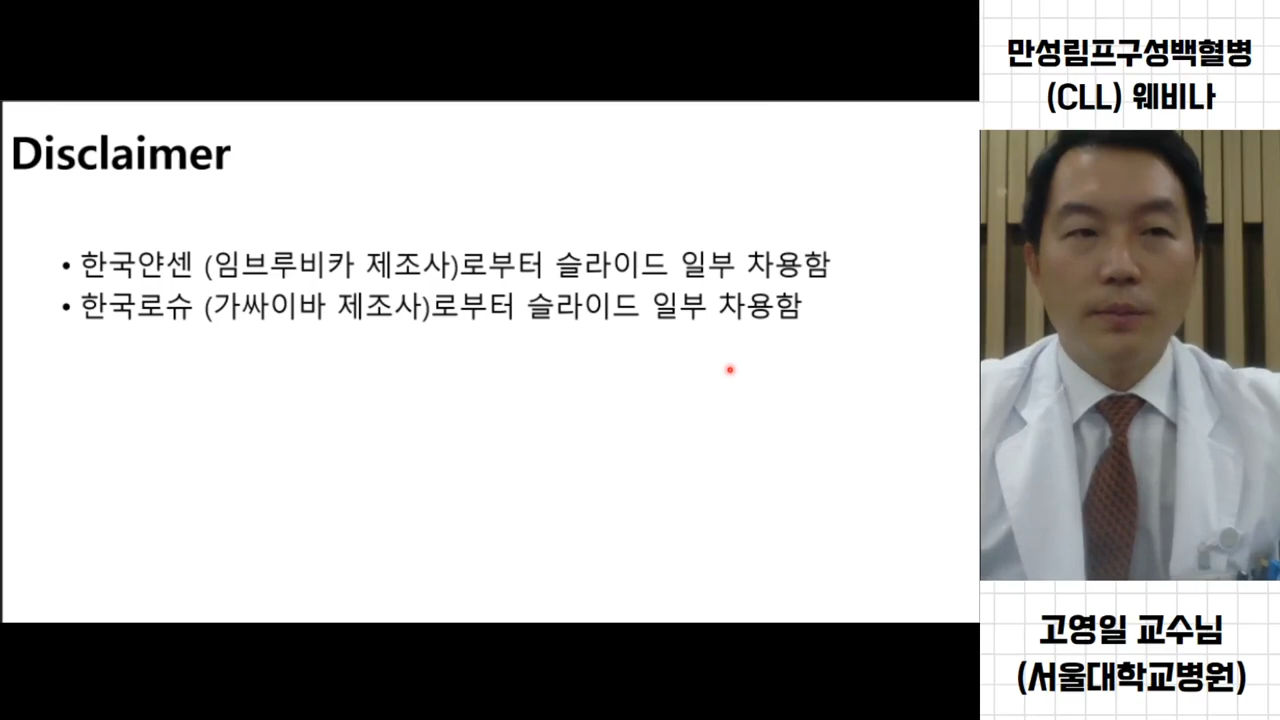 Disclaimer
• 한국얀센 (임브루비카 제조사)로부터 슬라이드 일부 차용함
• 한국로슈 (가싸이바 제조사)로부터 슬라이드 일부 차용함
만성림프구성백혈병
(CLL) 웨비나
고영일 교수님
(서울대학교병원)